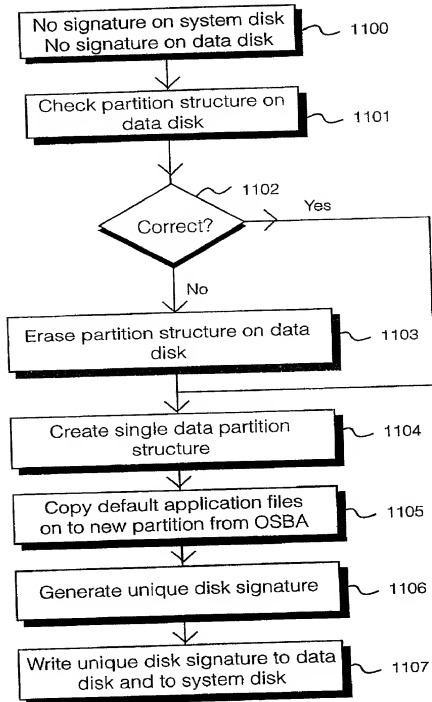 No signature on system disk
No signature on data disk
1100
Check partition structure on
data disk
1101
1102
Correct?
Yes
No
Erase partition structure on data
disk
1103
Create single data partition
structure
1104
Copy default application files
on to new partition from OSBA
1105
Generate unique disk signature
1106
Write unique disk signature to data
disk and to system disk
1107